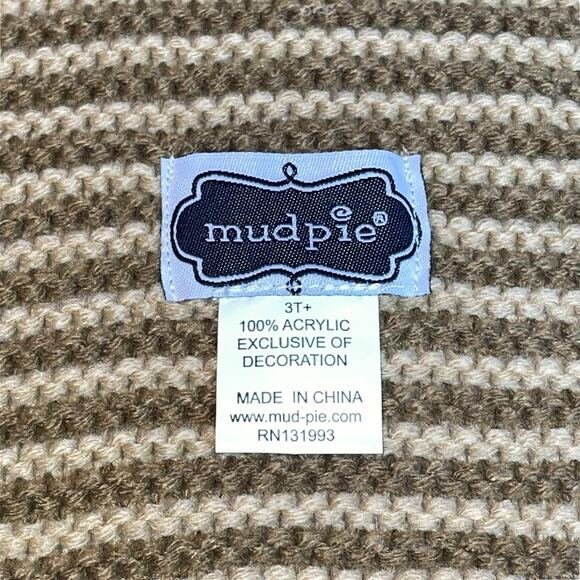 mudpie®
3T+
100% ACRYLIC
EXCLUSIVE OF
DECORATION
MADE IN CHINA
www.mud-pie.com
RN131993